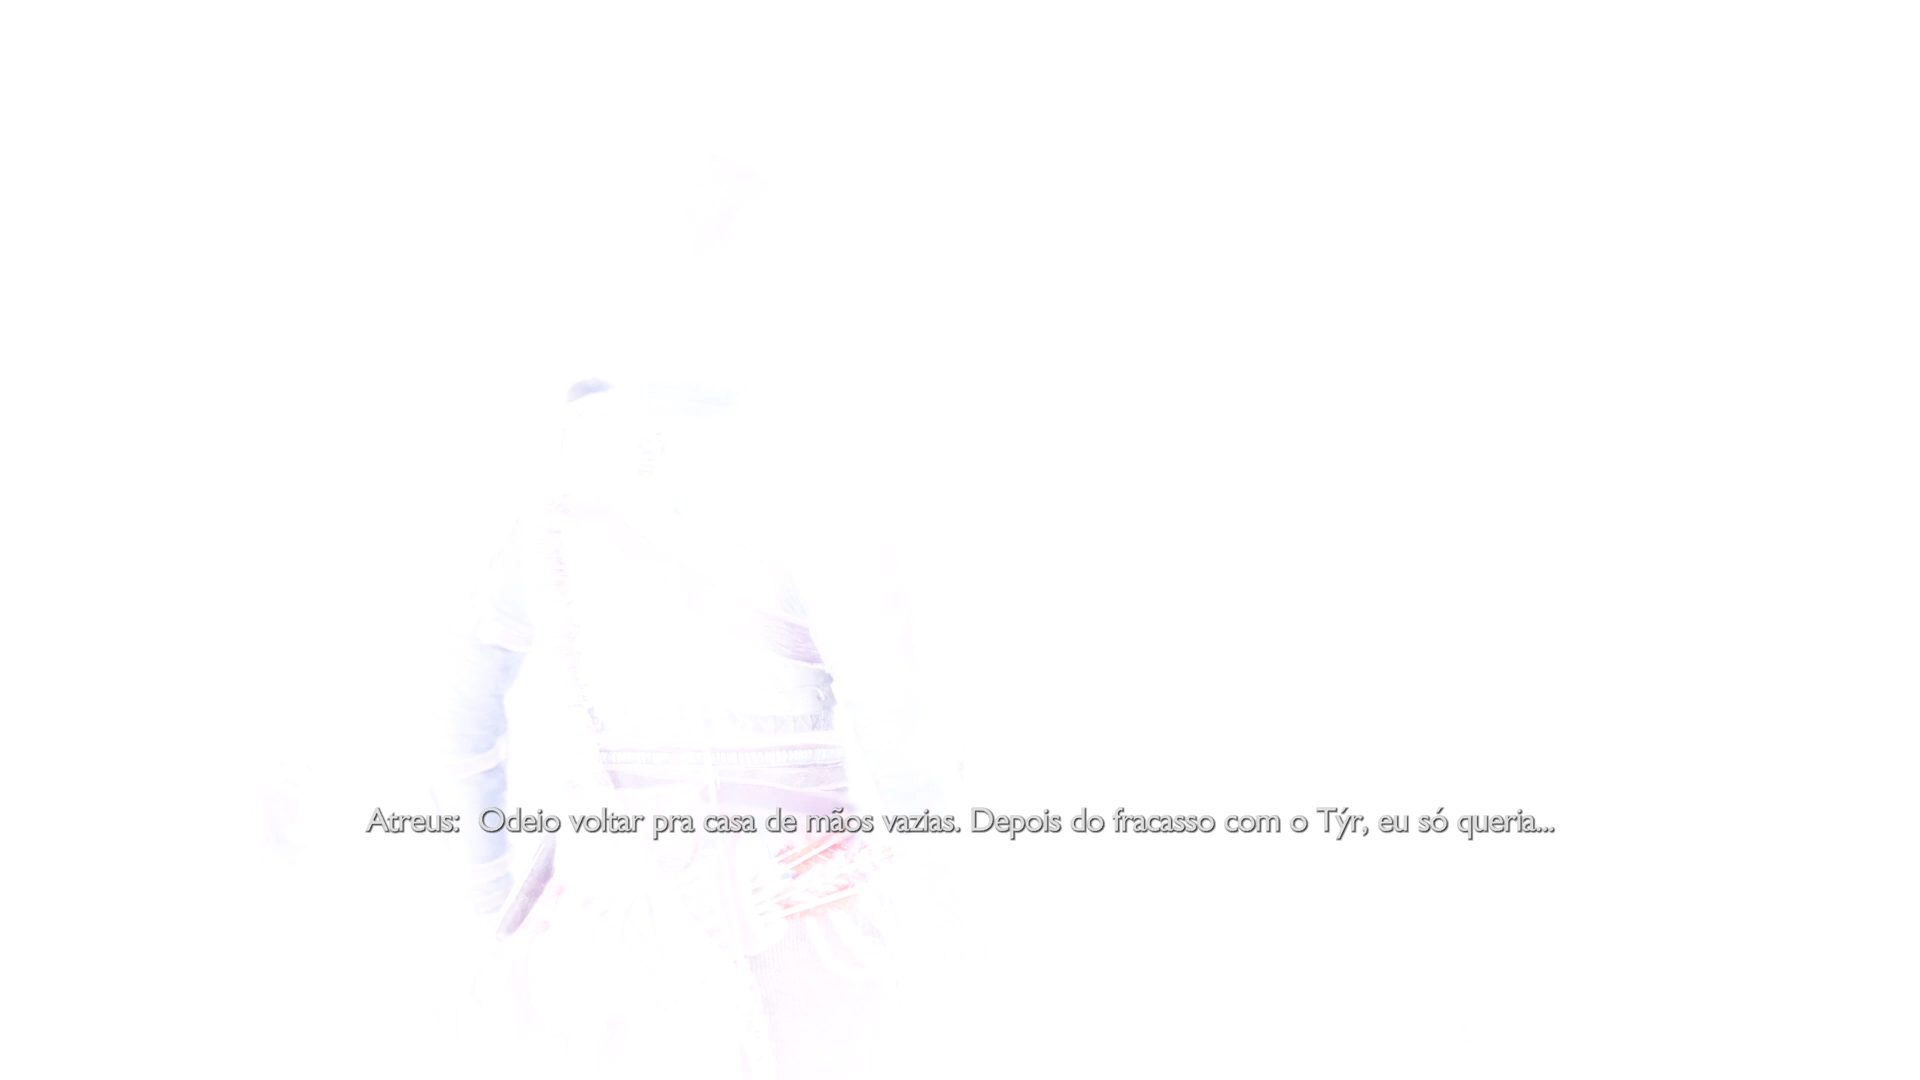 Atreus: Odeio voltar pra casa de mãos vazias. Depois do fracasso com o Týr, eu só queria...